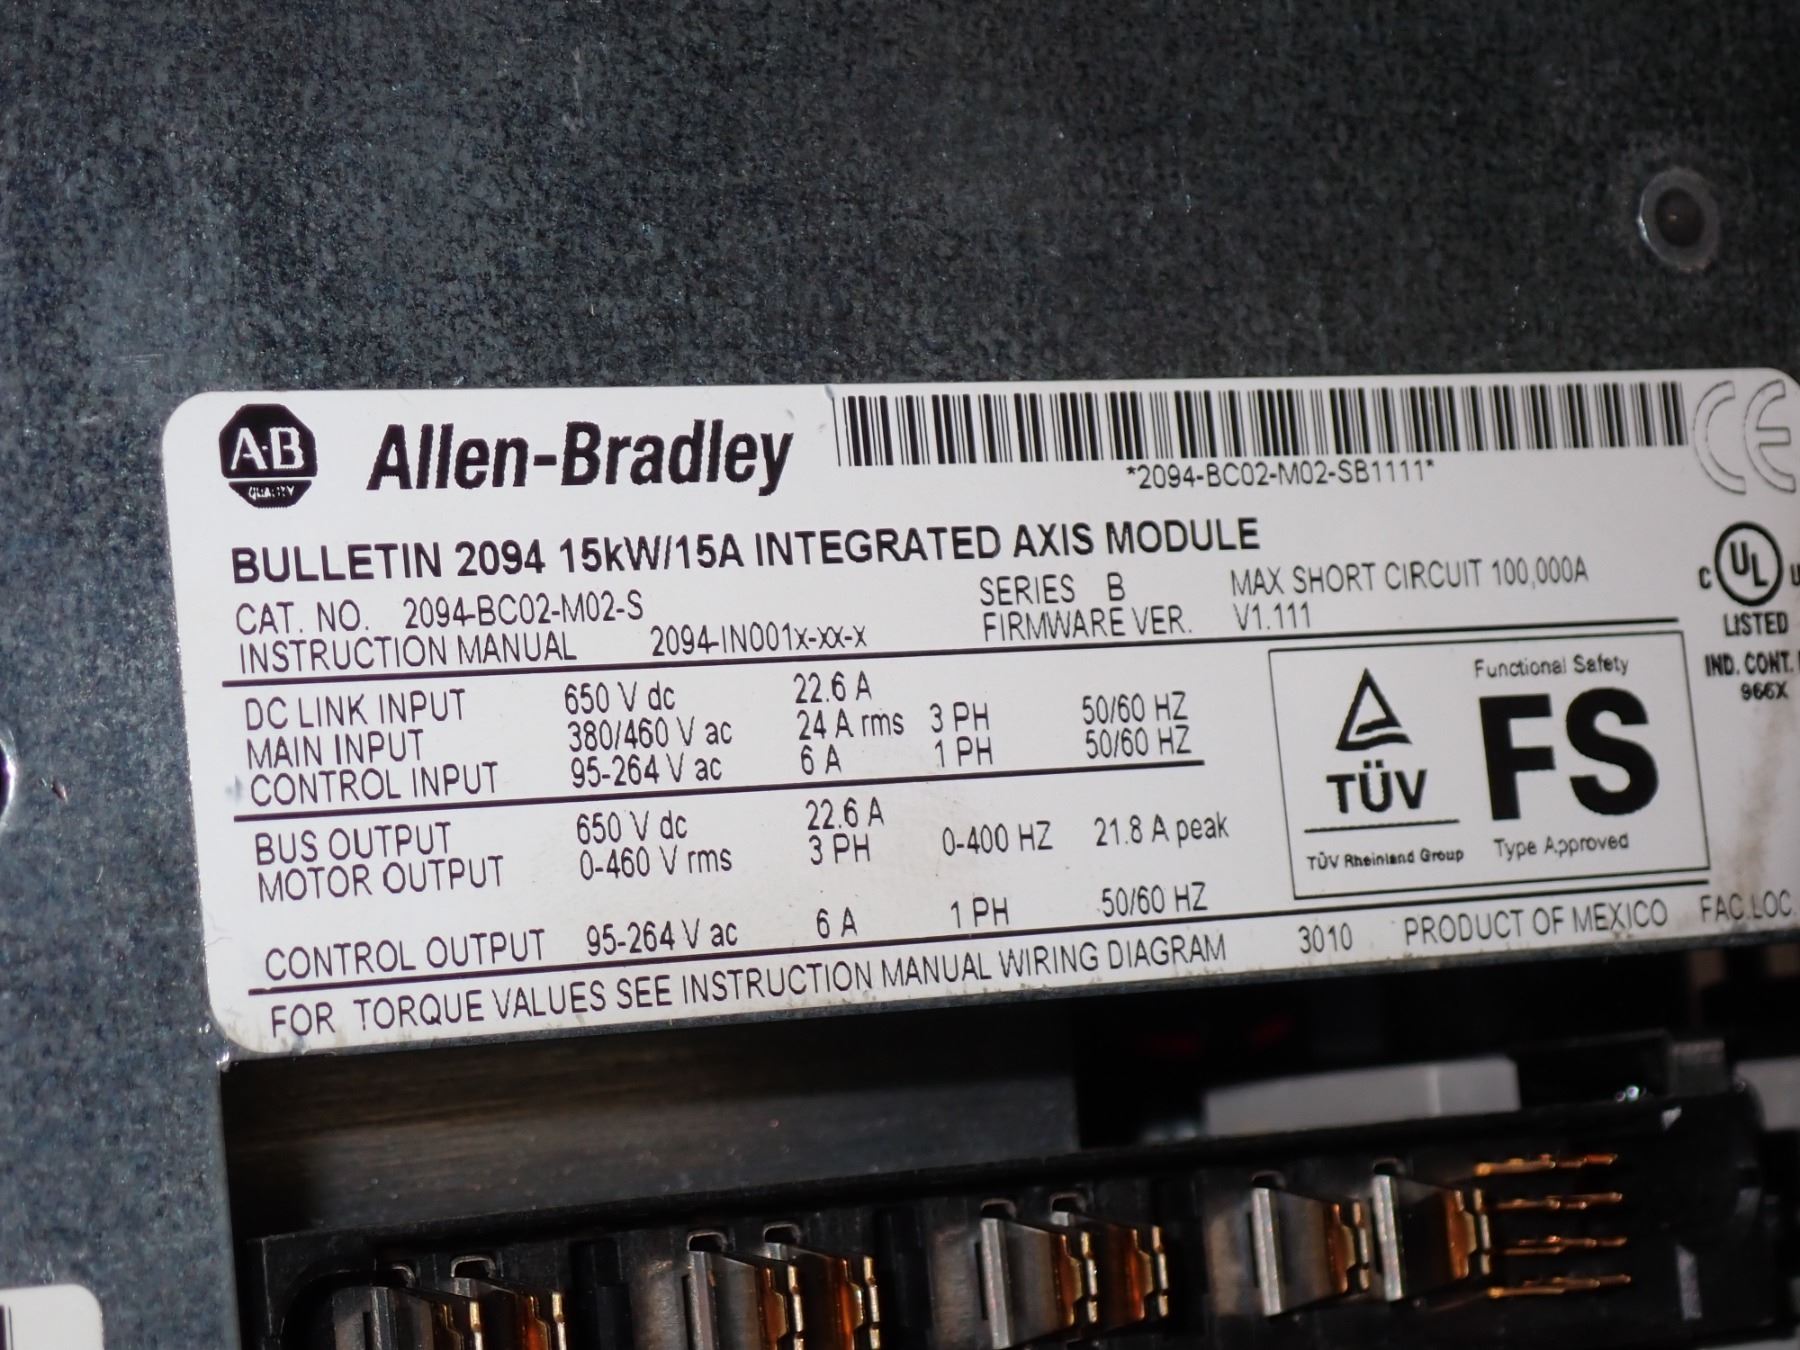 A·B
QUALITY
Allen-Bradley
*2094-BC02-M02-SB1111*
CE
BULLETIN 2094 15kW/15A INTEGRATED AXIS MODULE
CAT. NO. 2094-BC02-M02-S SERIES B MAX SHORT CIRCUIT 100,000A
INSTRUCTION MANUAL 2094-IN001x-xx-x FIRMWARE VER. V1.111
C UL
LISTED
IND. CONT.
966X
DC LINK INPUT 650 V dc 22.6 A
MAIN INPUT 380/460 V ac 24 A rms 3 PH 50/60 HZ
CONTROL INPUT 95-264 V ac 6 A 1 PH 50/60 HZ
BUS OUTPUT 650 V dc 22.6 A
MOTOR OUTPUT 0-460 V rms 3 PH 0-400 HZ 21.8 A peak
CONTROL OUTPUT 95-264 V ac 6 A 1 PH 50/60 HZ
Functional Safety
TÜV FS
TÜV Rheinland Group Type Approved
FOR TORQUE VALUES SEE INSTRUCTION MANUAL WIRING DIAGRAM 3010 PRODUCT OF MEXICO FAC.LOC.